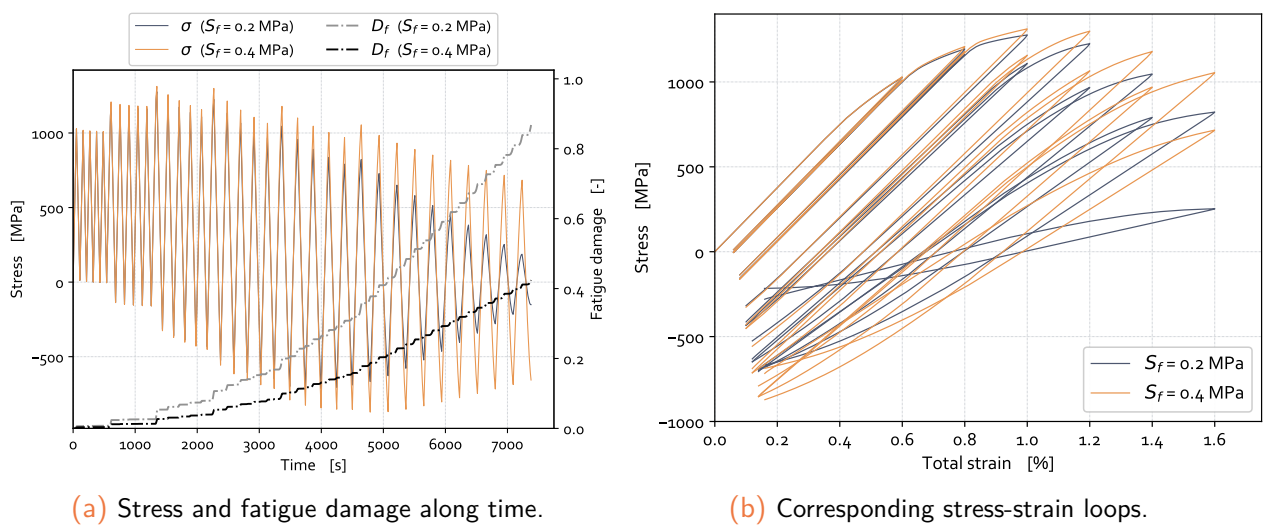 σ (S_f = 0.2 MPa)
σ (S_f = 0.4 MPa)
D_f (S_f = 0.2 MPa)
D_f (S_f = 0.4 MPa)
Stress [MPa]
1000
500
0
−500
0 1000 2000 3000 4000 5000 6000 7000
Time [s]
1.0
0.8
0.6
0.4
0.2
0.0
Fatigue damage [-]
(a) Stress and fatigue damage along time.
Stress [MPa]
1000
500
0
−500
−1000
0.0 0.2 0.4 0.6 0.8 1.0 1.2 1.4 1.6
Total strain [%]
S_f = 0.2 MPa
S_f = 0.4 MPa
(b) Corresponding stress-strain loops.